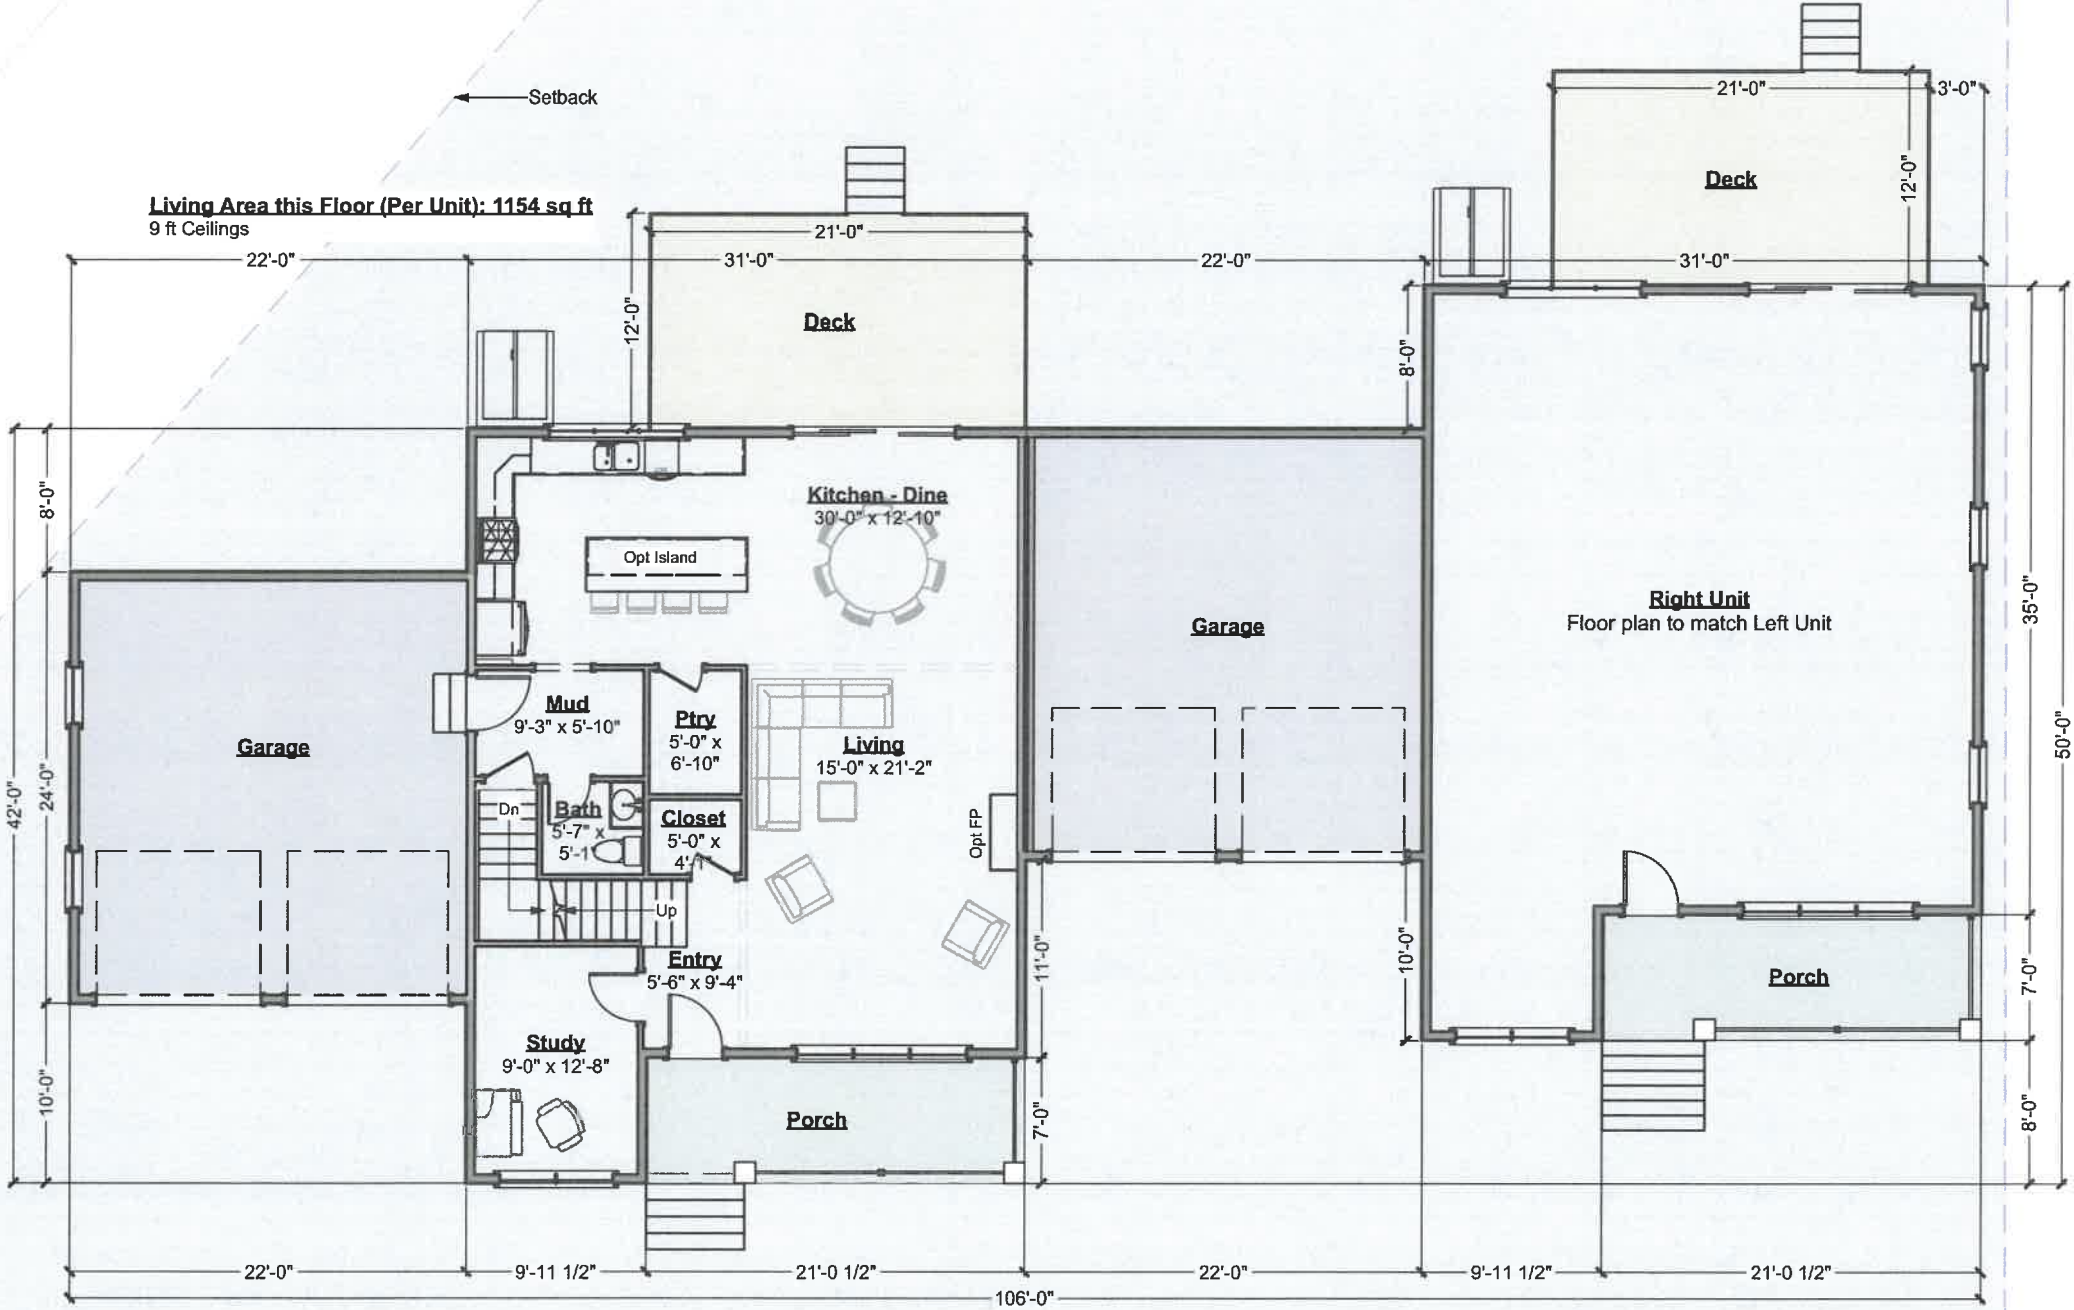 Setback
21'-0"
3'-0"
Deck
12'-0"
Living Area this Floor (Per Unit): 1154 sq ft
9 ft Ceilings
22'-0"
21'-0"
31'-0"
22'-0"
31'-0"
12'-0"
Deck
8'-0"
8'-0"
Kitchen - Dine
30'-0" x 12'-10"
Opt Island
Right Unit
Floor plan to match Left Unit
35'-0"
Garage
Mud
9'-3" x 5'-10"
Ptry
5'-0" x
6'-10"
Living
15'-0" x 21'-2"
Garage
50'-0"
42'-0"
24'-0"
Dn
Bath
5'-7" x
5'-1"
Closet
5'-0" x
4'-1"
Opt FP
Up
Entry
5'-6" x 9'-4"
11'-0"
10'-0"
Porch
7'-0"
Study
9'-0" x 12'-8"
10'-0"
Porch
7'-0"
8'-0"
22'-0"
9'-11 1/2"
21'-0 1/2"
22'-0"
9'-11 1/2"
21'-0 1/2"
106'-0"